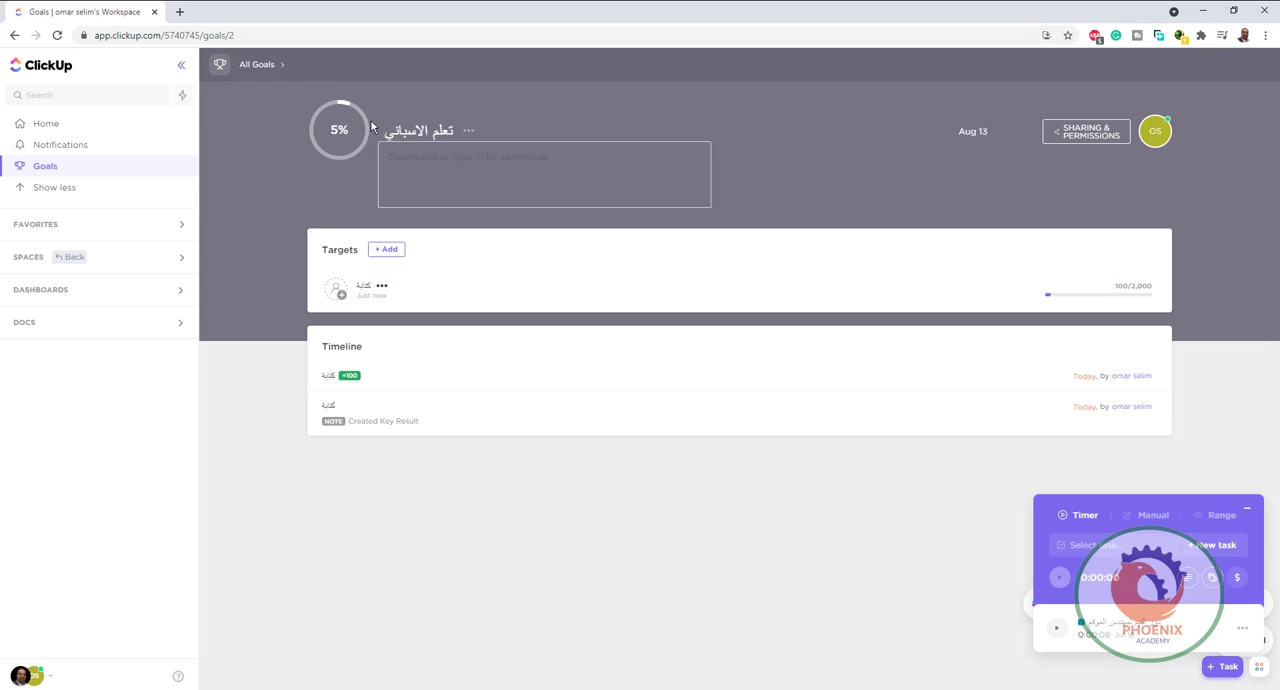 Goals | omar selim's Workspace
app.clickup.com/5740745/goals/2
ClickUp
Search
Home
Notifications
Goals
Show less
FAVORITES
SPACES
Back
DASHBOARDS
DOCS
All Goals
5%
تعلم الاسباني
Description or type '/' for commands
Aug 13
SHARING & PERMISSIONS
OS
Targets
+ Add
كتابة
Just now
100/2,000
Timeline
كتابة +100
Today, by omar selim
كتابة
Today, by omar selim
NOTE Created Key Result
Timer
Manual
Range
Select task...
+ New task
0:00:00
$
0:00:08
PHOENIX
ACADEMY
+ Task